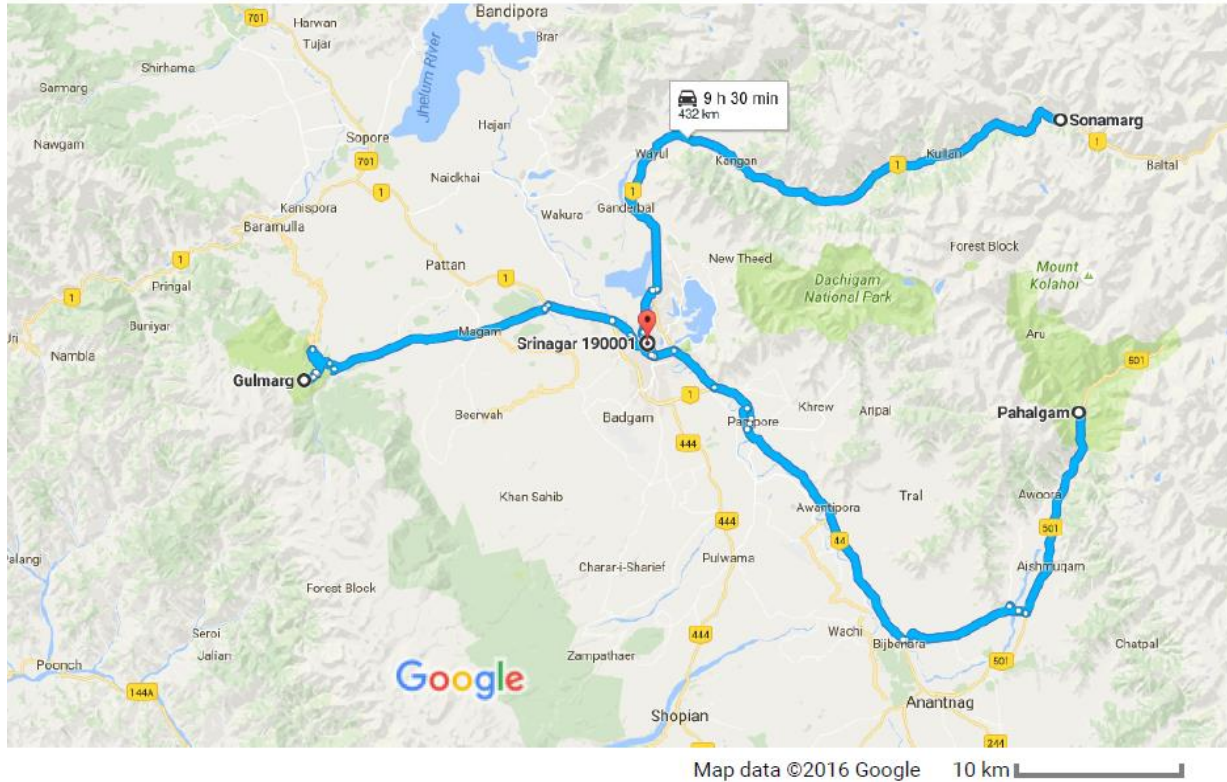 Bandipora
701
Harwan
Tujar
Brar
Shirhama
Sarmarg
Jhelum River
9 h 30 min
432 km
Sonamarg
Hajan
Nawgam
Sopore
701
Wayul
Kangan
1
Kullan
1
Baltal
Naidkhai
1
1
Kanispora
Wakura
Ganderbal
Baramulla
Forest Block
New Theed
Pattan
1
Mount
Kolahoi
Dachigam
National Park
1
Pringal
1
Buniyar
Magam
Srinagar 190001
Aru
501
Uri
Nambla
Gulmarg
1
Beerwah
Badgam
Khrew
Aripal
Pahalgam
Pampore
444
Khan Sahib
Tral
Awoora
Awantipora
444
501
44
Palangi
Charar-i-Sharief
Pulwama
Aishmuqam
Forest Block
Seroi
Jalian
444
Wachi
Bijbehara
Chatpal
Zampathaer
501
Poonch
Google
144A
Anantnag
Shopian
244
Map data ©2016 Google 10 km